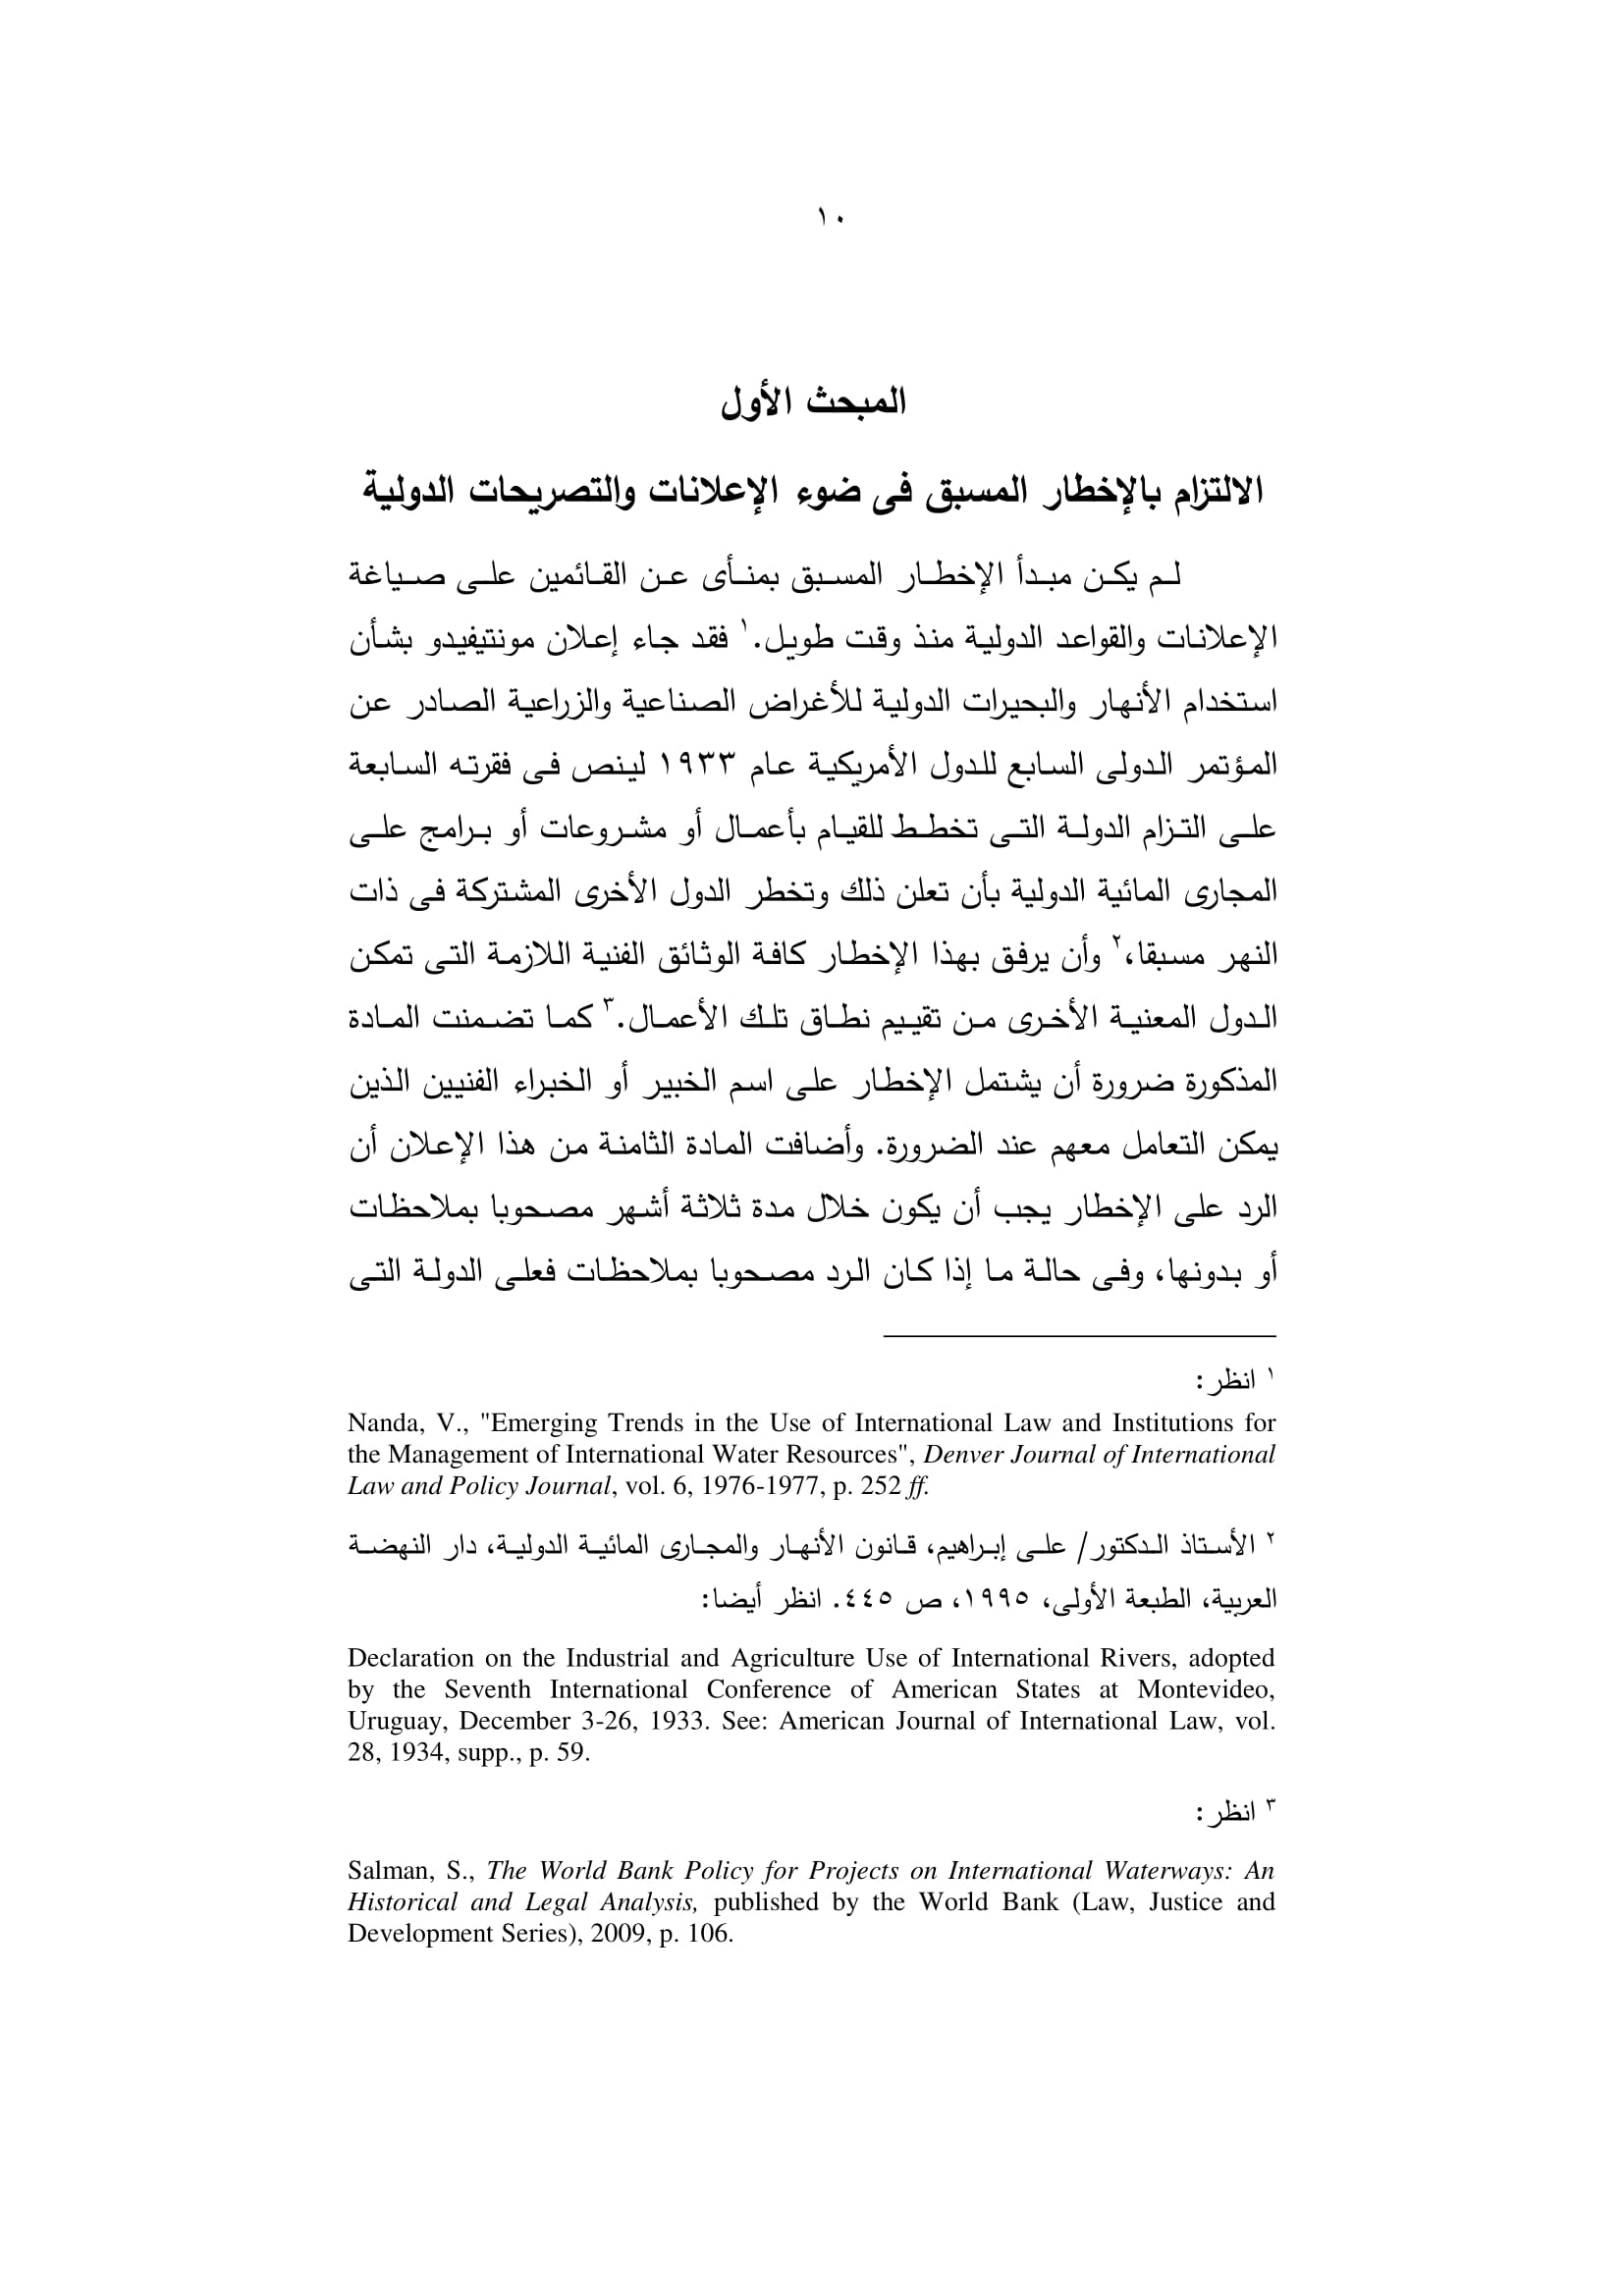 ١٠
المبحث الأول
الالتزام بالإخطار المسبق فى ضوء الإعلانات والتصريحات الدولية
لم يكن مبدأ الإخطار المسبق بمنأى عن القائمين على صياغة
الإعلانات والقواعد الدولية منذ وقت طويل.١ فقد جاء إعلان مونتيفيدو بشأن
استخدام الأنهار والبحيرات الدولية للأغراض الصناعية والزراعية الصادر عن
المؤتمر الدولى السابع للدول الأمريكية عام ١٩٣٣ لينص فى فقرته السابعة
على التزام الدولة التى تخطط للقيام بأعمال أو مشروعات أو برامج على
المجارى المائية الدولية بأن تعلن ذلك وتخطر الدول الأخرى المشتركة فى ذات
النهر مسبقا،٢ وأن يرفق بهذا الإخطار كافة الوثائق الفنية اللازمة التى تمكن
الدول المعنية الأخرى من تقييم نطاق تلك الأعمال.٣ كما تضمنت المادة
المذكورة ضرورة أن يشتمل الإخطار على اسم الخبير أو الخبراء الفنيين الذين
يمكن التعامل معهم عند الضرورة. وأضافت المادة الثامنة من هذا الإعلان أن
الرد على الإخطار يجب أن يكون خلال مدة ثلاثة أشهر مصحوبا بملاحظات
أو بدونها، وفى حالة ما إذا كان الرد مصحوبا بملاحظات فعلى الدولة التى
١ انظر:
Nanda, V., "Emerging Trends in the Use of International Law and Institutions for
the Management of International Water Resources", Denver Journal of International
Law and Policy Journal, vol. 6, 1976-1977, p. 252 ff.
٢ الأستاذ الدكتور/ على إبراهيم، قانون الأنهار والمجارى المائية الدولية، دار النهضة
العربية، الطبعة الأولى، ١٩٩٥، ص ٤٤٥. انظر أيضا:
Declaration on the Industrial and Agriculture Use of International Rivers, adopted
by the Seventh International Conference of American States at Montevideo,
Uruguay, December 3-26, 1933. See: American Journal of International Law, vol.
28, 1934, supp., p. 59.
٣ انظر:
Salman, S., The World Bank Policy for Projects on International Waterways: An
Historical and Legal Analysis, published by the World Bank (Law, Justice and
Development Series), 2009, p. 106.